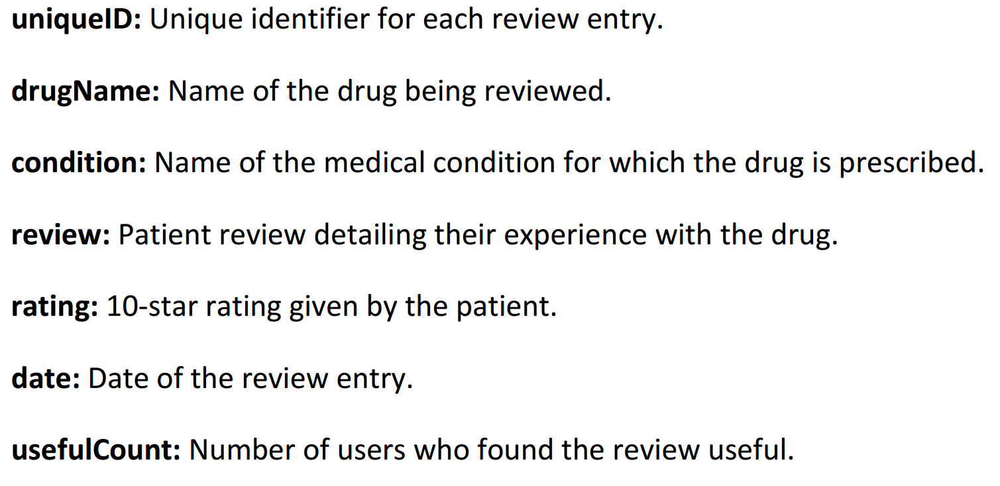 uniqueID: Unique identifier for each review entry.
drugName: Name of the drug being reviewed.
condition: Name of the medical condition for which the drug is prescribed.
review: Patient review detailing their experience with the drug.
rating: 10-star rating given by the patient.
date: Date of the review entry.
usefulCount: Number of users who found the review useful.